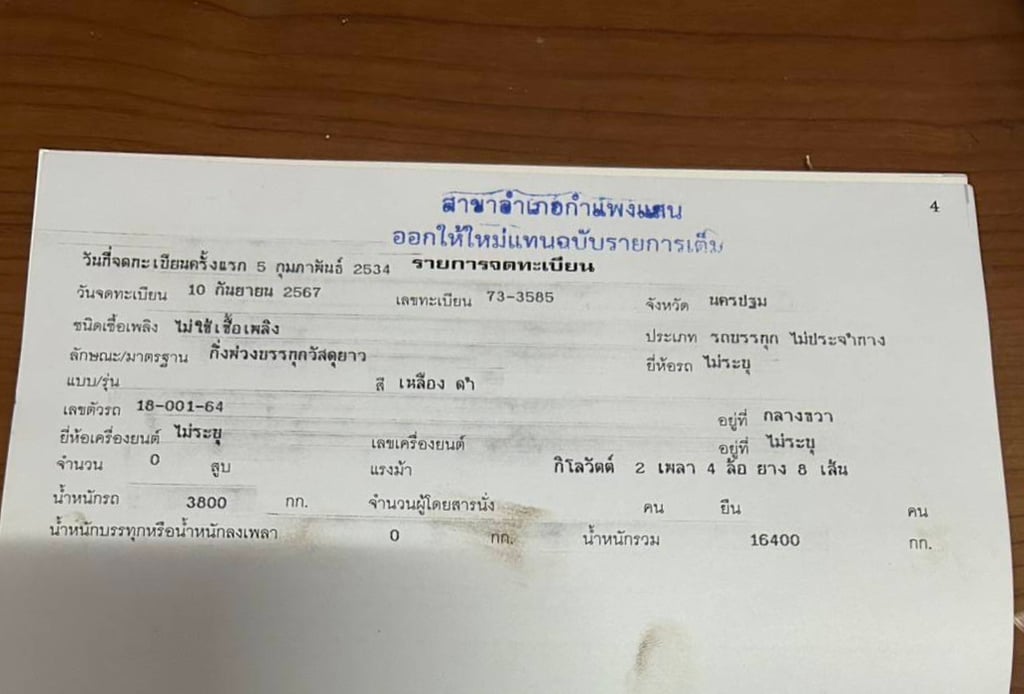 4
สาขาอำเภอกำแพงแสน
ออกให้ใหม่แทนฉบับรายการเต็ม
วันที่จดทะเบียนครั้งแรก 5 กุมภาพันธ์ 2534 รายการจดทะเบียน
วันจดทะเบียน 10 กันยายน 2567 เลขทะเบียน 73-3585 จังหวัด นครปฐม
ชนิดเชื้อเพลิง ไม่ใช้เชื้อเพลิง ประเภท รถบรรทุก ไม่ประจำทาง
ลักษณะ/มาตรฐาน กึ่งพ่วงบรรทุกวัสดุยาว ยี่ห้อรถ ไม่ระบุ
แบบ/รุ่น สี เหลือง ดำ
เลขตัวรถ 18-001-64 อยู่ที่ กลางขวา
ยี่ห้อเครื่องยนต์ ไม่ระบุ เลขเครื่องยนต์ อยู่ที่ ไม่ระบุ
จำนวน 0 สูบ แรงม้า กิโลวัตต์ 2 เพลา 4 ล้อ ยาง 8 เส้น
น้ำหนักรถ 3800 กก. จำนวนผู้โดยสารนั่ง คน ยืน คน
น้ำหนักบรรทุกหรือน้ำหนักลงเพลา 0 กก. น้ำหนักรวม 16400 กก.